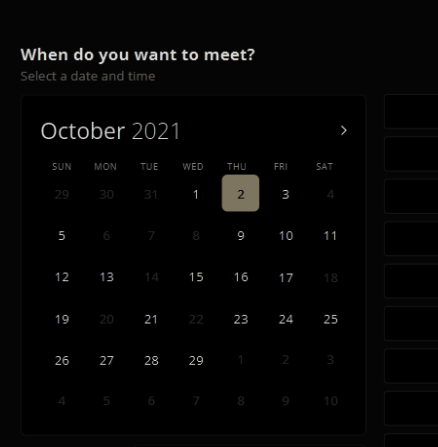 When do you want to meet?
Select a date and time
October 2021 >
SUN MON TUE WED THU FRI SAT
29 30 31 1 2 3 4
5 6 7 8 9 10 11
12 13 14 15 16 17 18
19 20 21 22 23 24 25
26 27 28 29 1 2 3
4 5 6 7 8 9 10